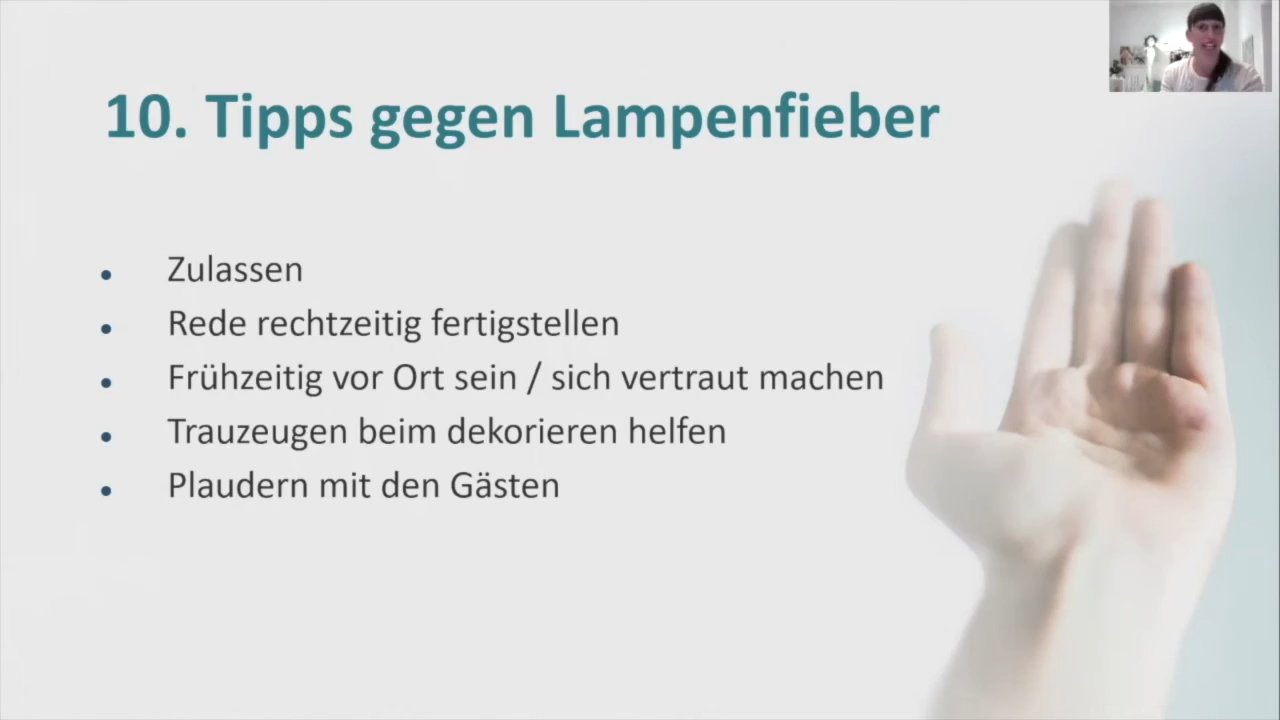 10. Tipps gegen Lampenfieber
• Zulassen
• Rede rechtzeitig fertigstellen
• Frühzeitig vor Ort sein / sich vertraut machen
• Trauzeugen beim dekorieren helfen
• Plaudern mit den Gästen